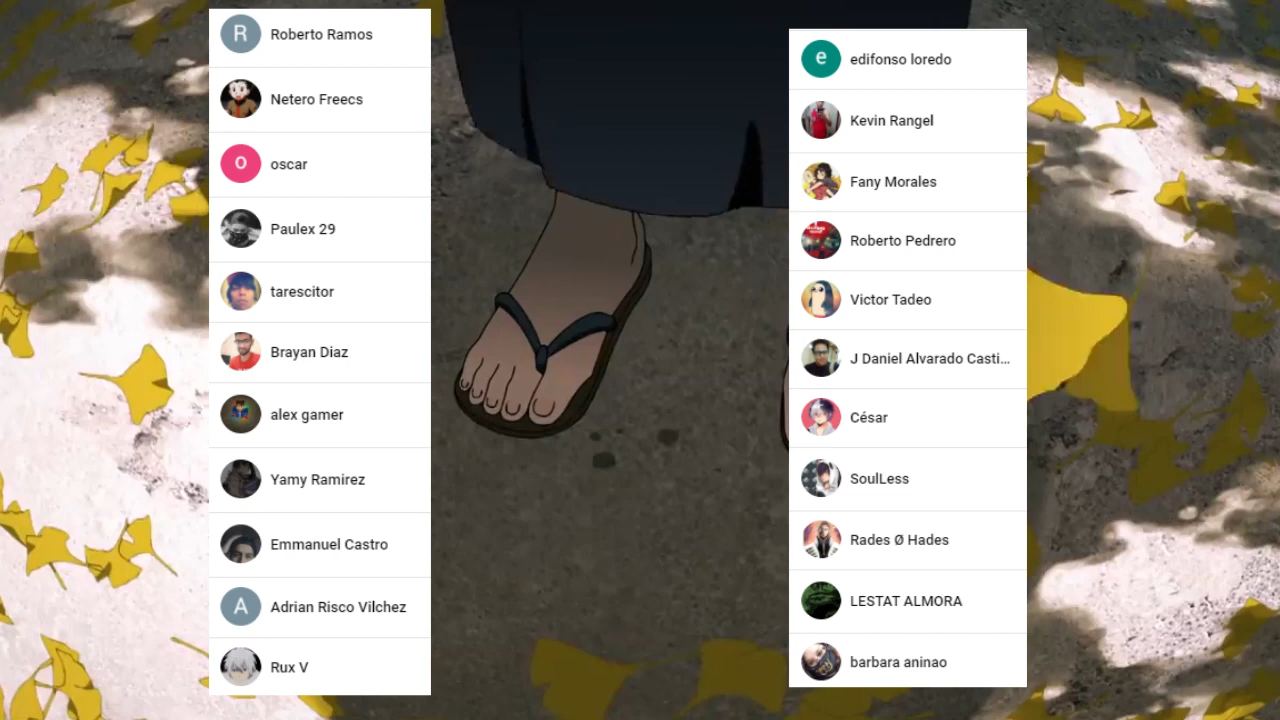 R Roberto Ramos
Netero Freecs
o oscar
Paulex 29
tarescitor
Brayan Diaz
alex gamer
Yamy Ramirez
Emmanuel Castro
A Adrian Risco Vilchez
Rux V
e edifonso loredo
Kevin Rangel
Fany Morales
Roberto Pedrero
Victor Tadeo
J Daniel Alvarado Casti...
César
SoulLess
Rades Ø Hades
LESTAT ALMORA
barbara aninao